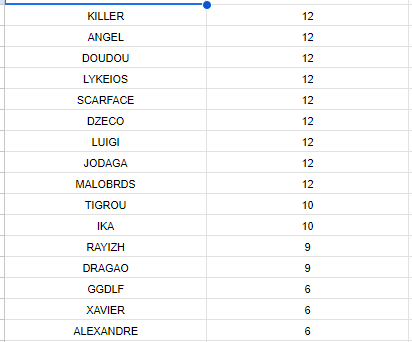 KILLER 12
ANGEL 12
DOUDOU 12
LYKEIOS 12
SCARFACE 12
DZECO 12
LUIGI 12
JODAGA 12
MALOBRDS 12
TIGROU 10
IKA 10
RAYIZH 9
DRAGAO 9
GGDLF 6
XAVIER 6
ALEXANDRE 6